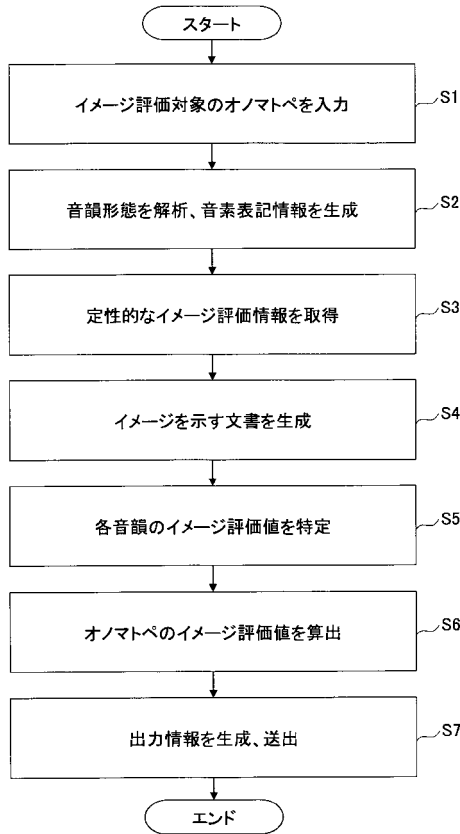 スタート
イメージ評価対象のオノマトペを入力
S1
音韻形態を解析、音素表記情報を生成
S2
定性的なイメージ評価情報を取得
S3
イメージを示す文書を生成
S4
各音韻のイメージ評価値を特定
S5
オノマトペのイメージ評価値を算出
S6
出力情報を生成、送出
S7
エンド